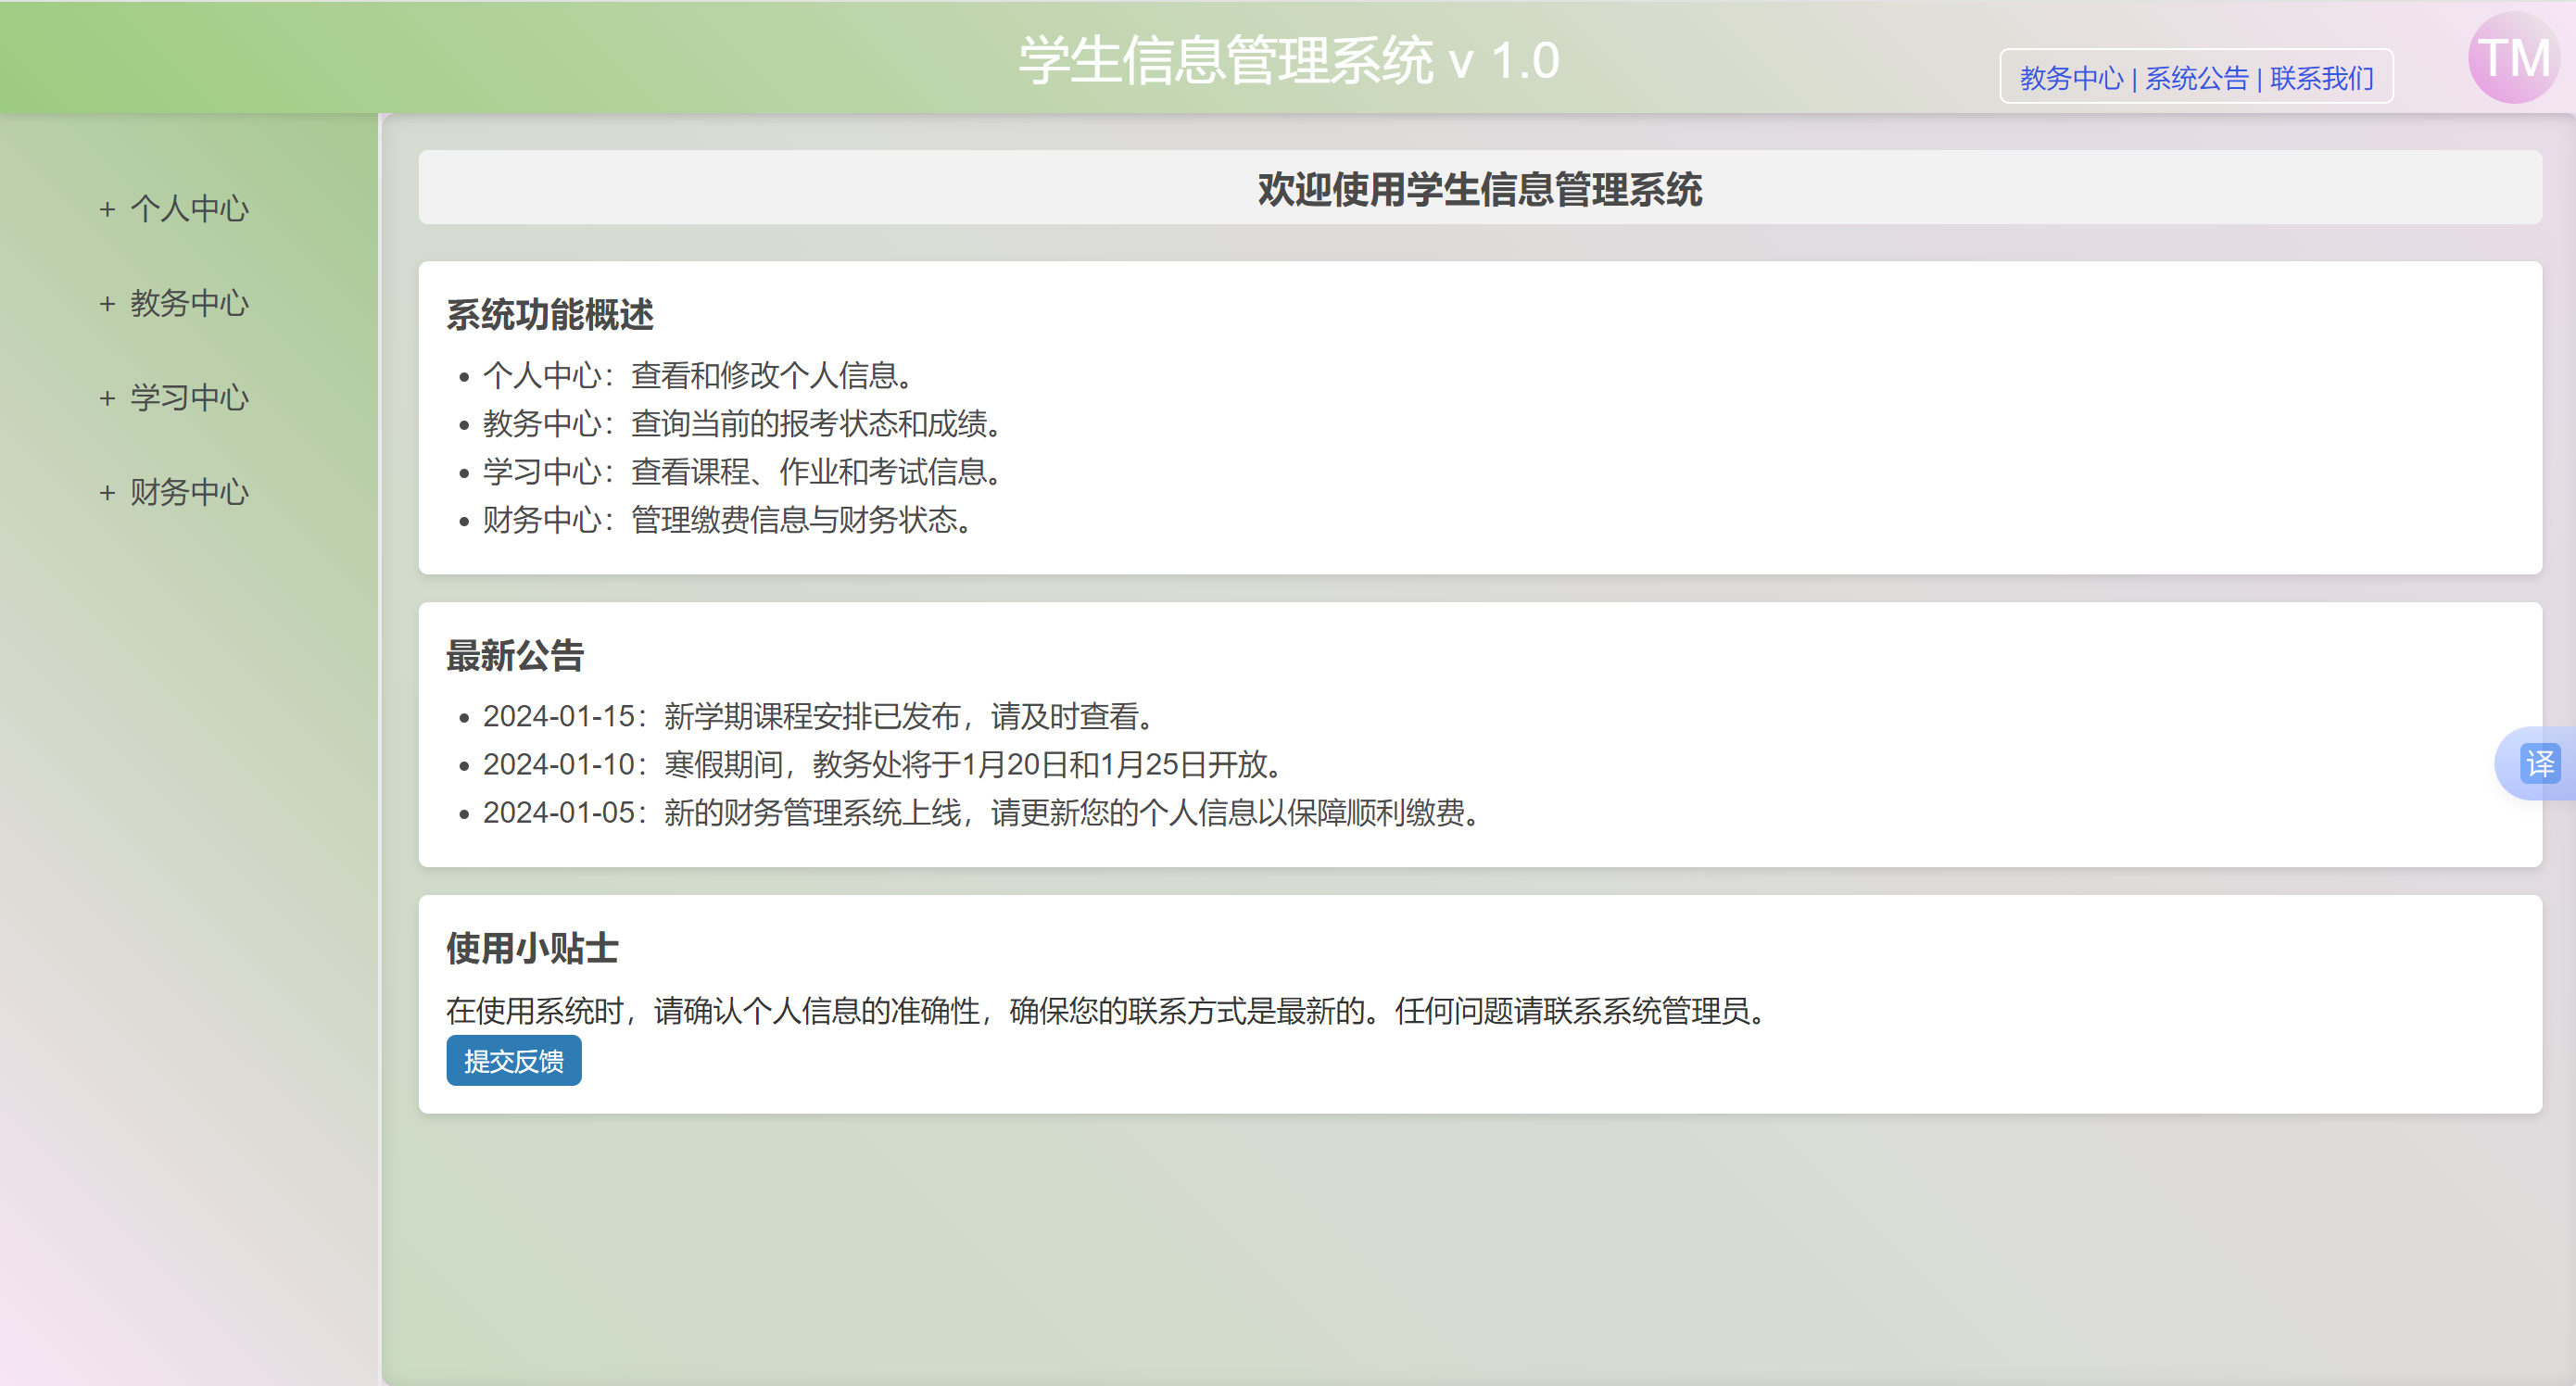 学生信息管理系统 v 1.0
教务中心 | 系统公告 | 联系我们
TM
+ 个人中心
+ 教务中心
+ 学习中心
+ 财务中心
欢迎使用学生信息管理系统
系统功能概述
• 个人中心：查看和修改个人信息。
• 教务中心：查询当前的报考状态和成绩。
• 学习中心：查看课程、作业和考试信息。
• 财务中心：管理缴费信息与财务状态。
最新公告
• 2024-01-15：新学期课程安排已发布，请及时查看。
• 2024-01-10：寒假期间，教务处将于1月20日和1月25日开放。
• 2024-01-05：新的财务管理系统上线，请更新您的个人信息以保障顺利缴费。
译
使用小贴士
在使用系统时，请确认个人信息的准确性，确保您的联系方式是最新的。任何问题请联系系统管理员。
提交反馈